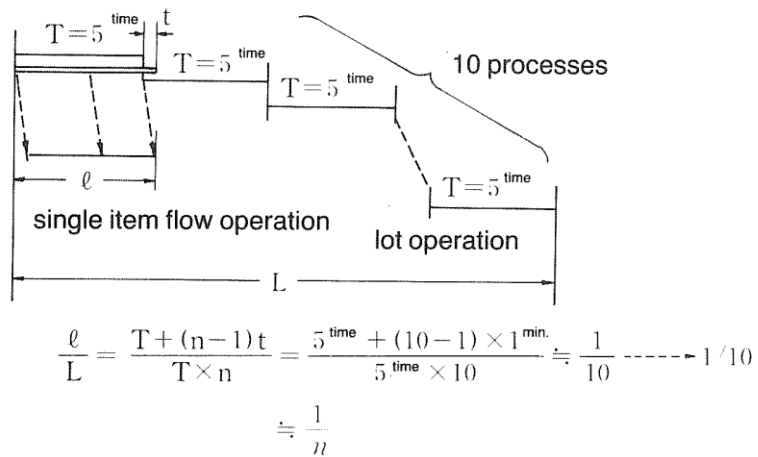 T=5 time
t
T=5 time
T=5 time
10 processes
ℓ
T=5 time
single item flow operation
lot operation
L
ℓ/L = (T+(n−1)t)/(T×n) = (5 time +(10−1)×1 min.)/(5 time ×10) ≒ 1/10 -----► 1/10
≒ 1/n